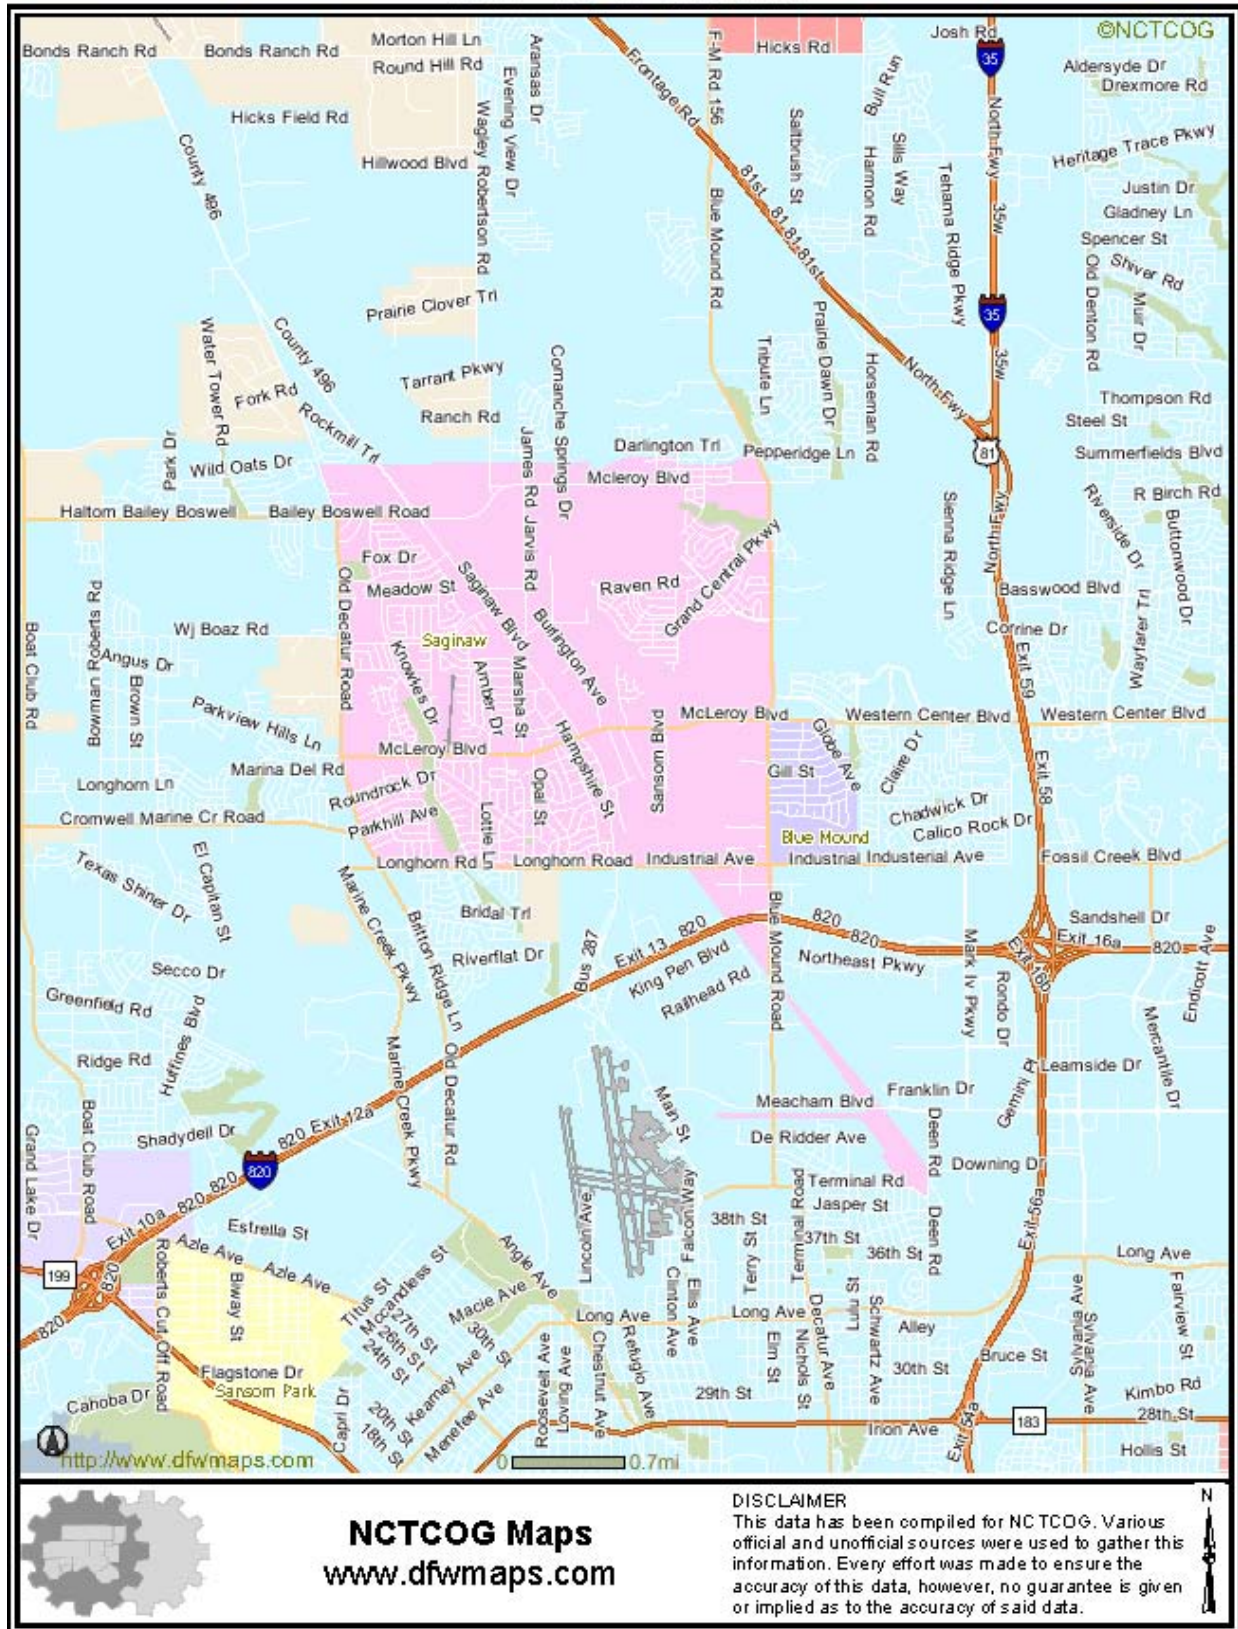 Bonds Ranch Rd
Bonds Ranch Rd
Morton Hill Ln
Round Hill Rd
Aransas Dr
Evening View Dr
Wagley Robertson Rd
Frontage Rd
F-M Rd 156
Hicks Rd
Josh Rd
©NCTCOG
35
Aldersyde Dr
Drexmore Rd
Bull Run
North Fwy
Hicks Field Rd
Hillwood Blvd
County 496
Saltbrush St
Sills Way
Harmon Rd
Heritage Trace Pkwy
Tehama Ridge Pkwy
35w
Justin Dr
Gladney Ln
Spencer St
Shiver Rd
Old Denton Rd
Muir Dr
81st
81 81 81st
Blue Mound Rd
Prairie Clover Trl
35
Water Tower Rd
County 496
Fork Rd
Rockmill Trl
Tarrant Pkwy
Ranch Rd
Comanche Springs Dr
Tribute Ln
Prairie Dawn Dr
Horseman Rd
North Fwy
35w
Thompson Rd
Steel St
Park Dr
Wild Oats Dr
James Rd
Darlington Trl
Pepperidge Ln
81
Summerfields Blvd
Mcleroy Blvd
R Birch Rd
Haltom Bailey Boswell
Bailey Boswell Road
Jarvis Rd
Sienna Ridge Ln
North Fwy
Riverside Dr
Buttonwood Dr
Fox Dr
Meadow St
Saginaw Blvd
Raven Rd
Grand Central Pkwy
Basswood Blvd
Old Decatur Road
Burlington Ave
Boat Club Rd
Bowman Roberts Rd
Wj Boaz Rd
Angus Dr
Brown St
Knowles Dr
Saginaw
Amber Dr
Marsha St
Corrine Dr
Exit 59
Wayfarer Trl
Parkview Hills Ln
McLeroy Blvd
Hampshire St
Sansom Blvd
McLeroy Blvd
Western Center Blvd
Western Center Blvd
Globe Ave
Claire Dr
Exit 58
Longhorn Ln
Marina Del Rd
Roundrock Dr
Gill St
Cromwell Marine Cr Road
Parkhill Ave
Lottie Ln
Opal St
Chadwick Dr
Calico Rock Dr
Blue Mound
Longhorn Rd
Longhorn Road
Industrial Ave
Industrial
Industerial Ave
Fossil Creek Blvd
Texas Shiner Dr
El Capitan St
Marine Creek Pkwy
Britton Ridge Ln
Bridal Trl
Riverflat Dr
Bus 287
Exit 13
820
King Pen Blvd
Railhead Rd
Blue Mound Road
820
820
Northeast Pkwy
Mark Iv Pkwy
Rondo Dr
Exit 16b
Exit 16a
Sandshell Dr
820
Endicott Ave
Secco Dr
Greenfield Rd
Huffines Blvd
Ridge Rd
Mercantile Dr
Marine Creek Pkwy
Old Decatur Rd
Leamside Dr
Gemini Pl
Franklin Dr
Boat Club Road
Grand Lake Dr
Shadydell Dr
820
Exit 12a
Main St
Meacham Blvd
De Ridder Ave
Deen Rd
Downing Dr
820
820 820
Exit 10a
Estrella St
Lincoln Ave
Falcon Way
Terminal Rd
Jasper St
Terminal Road
38th St
37th St
36th St
Terry St
Deen Rd
Exit 56a
Long Ave
199
820
820
Azle Ave
Azle Ave
Roberts Cut Off Road
Biway St
Titus St
Mccandless St
27th St
26th St
24th St
Angle Ave
Macie Ave
30th St
Long Ave
Clinton Ave
Ellis Ave
Long Ave
Decatur Ave
Lulu St
Schwartz Ave
Alley
Sylvania Ave
Fairview St
Flagstone Dr
Sansom Park
Cahoba Dr
Capri Dr
20th St
18th St
Kearney Ave
Menefee Ave
Roosevelt Ave
Loving Ave
Chestnut Ave
Refugio Ave
29th St
Elm St
Nichols St
30th St
Bruce St
Irion Ave
Exit 54a
183
Kimbo Rd
28th St
Hollis St
http://www.dfwmaps.com
0
0.7mi
NCTCOG Maps
www.dfwmaps.com
DISCLAIMER
This data has been compiled for NCTCOG. Various
official and unofficial sources were used to gather this
information. Every effort was made to ensure the
accuracy of this data, however, no guarantee is given
or implied as to the accuracy of said data.
N